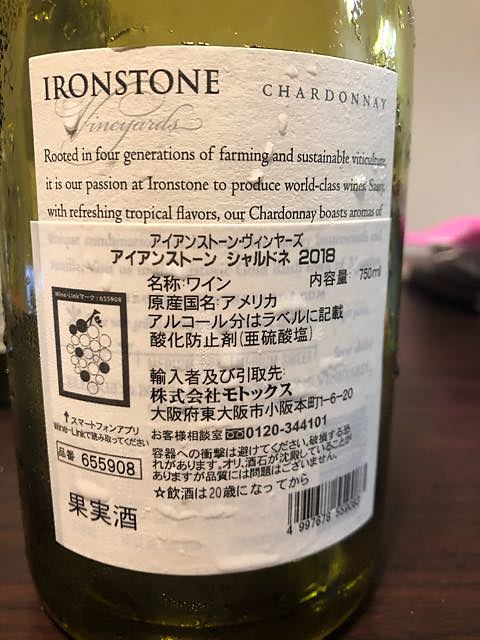 IRONSTONE
CHARDONNAY
Vineyards
Rooted in four generations of farming and sustainable viticulture,
it is our passion at Ironstone to produce world-class wines.
with refreshing tropical flavors, our Chardonnay boasts aromas of
アイアンストーン・ヴィンヤーズ
アイアンストーン シャルドネ 2018
名称:ワイン 内容量: 750ml
原産国名:アメリカ
アルコール分はラベルに記載
酸化防止剤(亜硫酸塩)
Wine-Linkマーク:655908
輸入者及び引取先:
株式会社モトックス
大阪府東大阪市小阪本町1-6-20
お客様相談室 0120-344101
↑スマートフォンアプリ
Wine-Linkで読み取ってください
品番 655908
容器への衝撃は避けてください。破損する恐
れがあります。オリ、酒石が沈殿していることが
ありますが品質には問題はございません。
☆飲酒は20歳になってから
果実酒